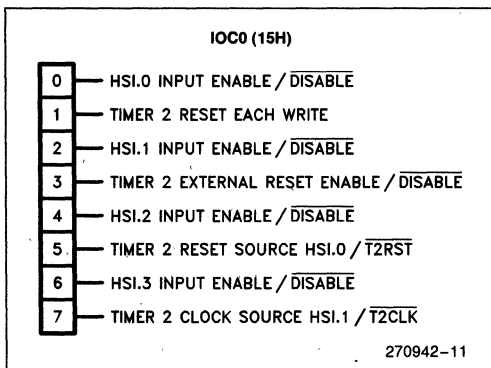 IOC0 (15H)
0 HSI.0 INPUT ENABLE / DISABLE
1 TIMER 2 RESET EACH WRITE
2 HSI.1 INPUT ENABLE / DISABLE
3 TIMER 2 EXTERNAL RESET ENABLE / DISABLE
4 HSI.2 INPUT ENABLE / DISABLE
5 TIMER 2 RESET SOURCE HSI.0 / T2RST
6 HSI.3 INPUT ENABLE / DISABLE
7 TIMER 2 CLOCK SOURCE HSI.1 / T2CLK
270942-11